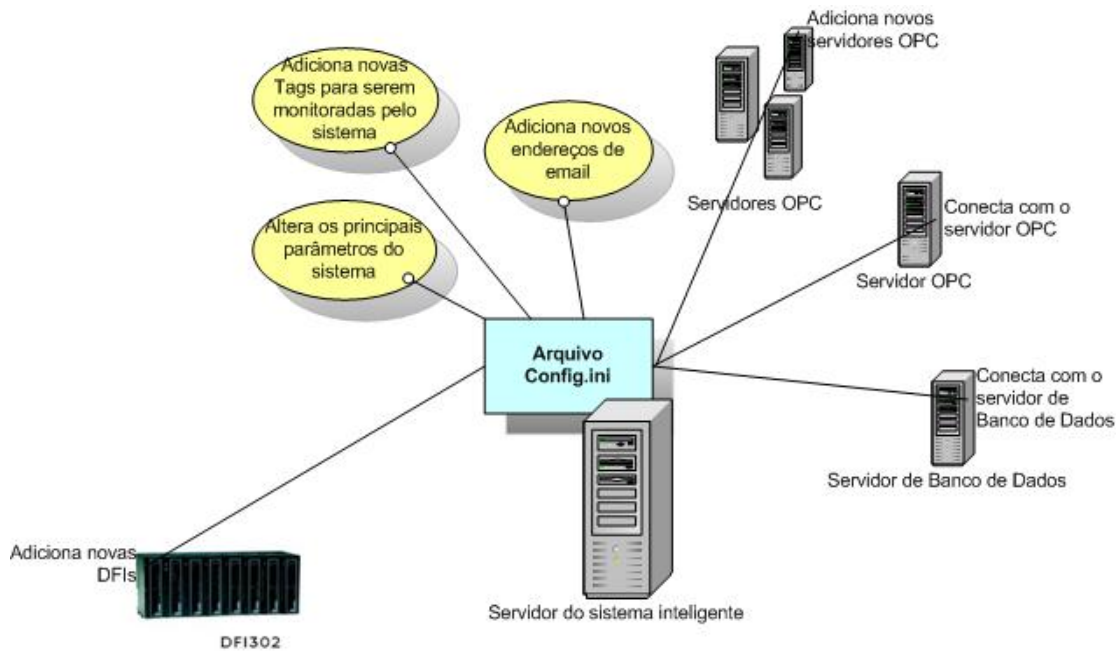 Adiciona novas
Tags para serem
monitoradas pelo
sistema
Adiciona novos
endereços de
email
Altera os principais
parâmetros do
sistema
Adiciona novos
servidores OPC
Servidores OPC
Conecta com o
servidor OPC
Servidor OPC
Arquivo
Config.ini
Conecta com o
servidor de
Banco de Dados
Servidor de Banco de Dados
Adiciona novas
DFIs
DFI302
Servidor do sistema inteligente